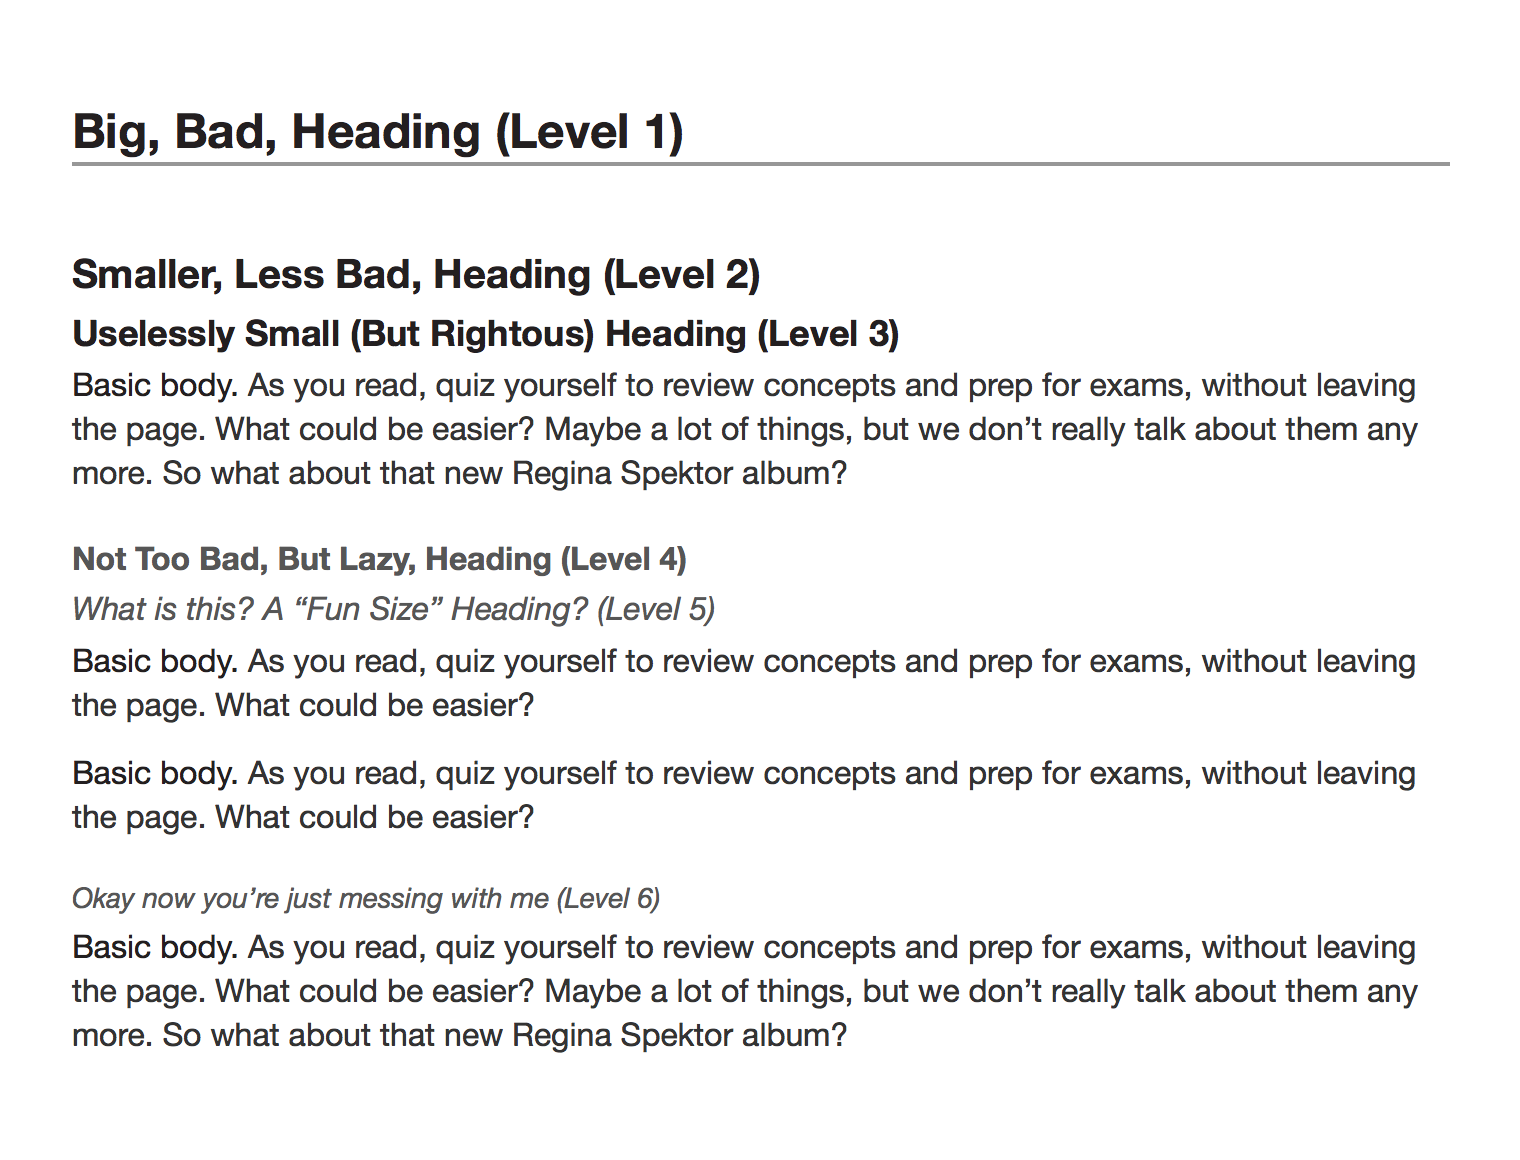 Big, Bad, Heading (Level 1)
Smaller, Less Bad, Heading (Level 2)
Uselessly Small (But Rightous) Heading (Level 3)
Basic body. As you read, quiz yourself to review concepts and prep for exams, without leaving
the page. What could be easier? Maybe a lot of things, but we don’t really talk about them any
more. So what about that new Regina Spektor album?
Not Too Bad, But Lazy, Heading (Level 4)
What is this? A “Fun Size” Heading? (Level 5)
Basic body. As you read, quiz yourself to review concepts and prep for exams, without leaving
the page. What could be easier?
Basic body. As you read, quiz yourself to review concepts and prep for exams, without leaving
the page. What could be easier?
Okay now you’re just messing with me (Level 6)
Basic body. As you read, quiz yourself to review concepts and prep for exams, without leaving
the page. What could be easier? Maybe a lot of things, but we don’t really talk about them any
more. So what about that new Regina Spektor album?